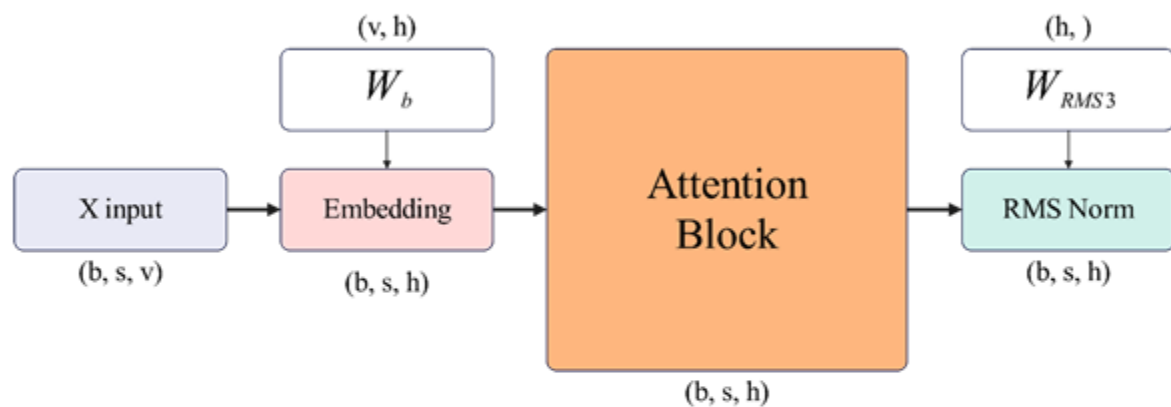 (v, h)
(h, )
W_b
W_RMS3
X input
Embedding
Attention
Block
RMS Norm
(b, s, v)
(b, s, h)
(b, s, h)
(b, s, h)